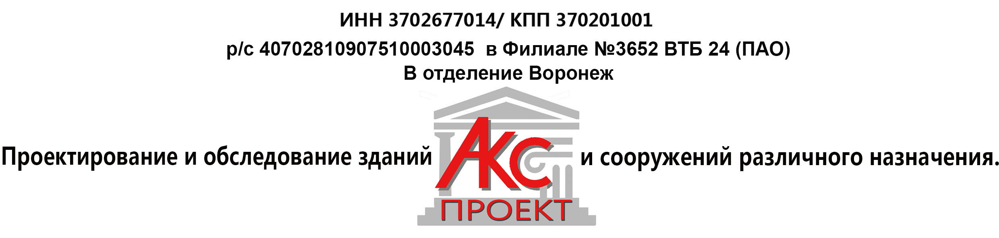 ИНН 3702677014/ КПП 370201001
р/с 40702810907510003045 в Филиале №3652 ВТБ 24 (ПАО)
В отделение Воронеж
Проектирование и обследование зданий
АКС
ПРОЕКТ
и сооружений различного назначения.